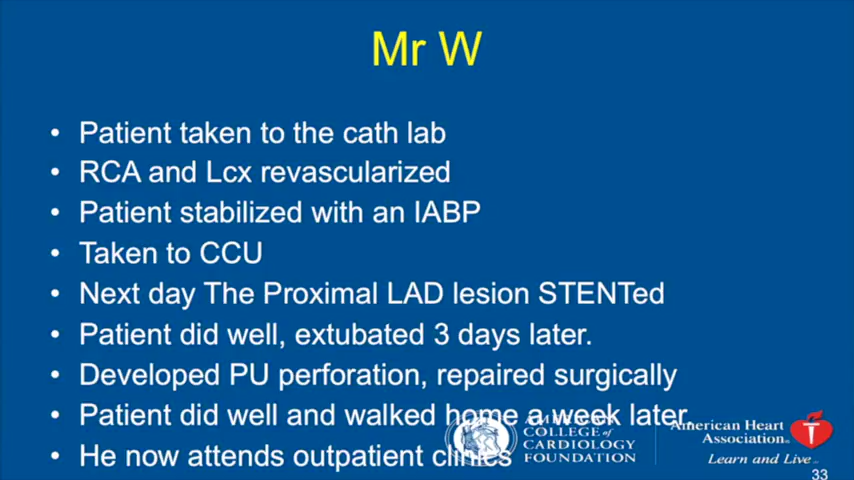 Mr W
• Patient taken to the cath lab
• RCA and Lcx revascularized
• Patient stabilized with an IABP
• Taken to CCU
• Next day The Proximal LAD lesion STENTed
• Patient did well, extubated 3 days later.
• Developed PU perforation, repaired surgically
• Patient did well and walked home a week later.
• He now attends outpatient clinics
AMERICAN
COLLEGE of
CARDIOLOGY
FOUNDATION
American Heart
Association
Learn and Live
33